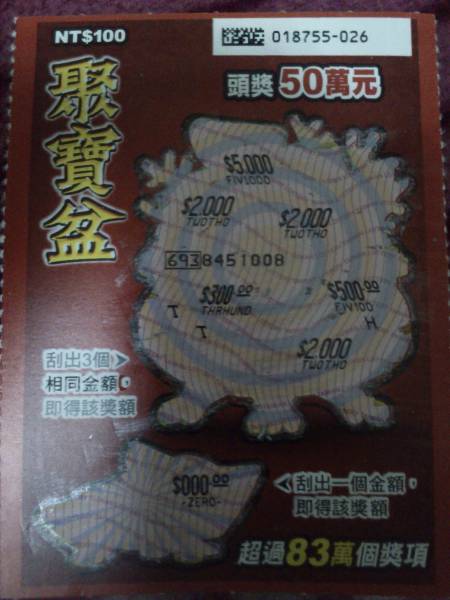 NT$100
018755-026
頭獎 50萬元
聚寶盆
$5,000
FIV1000
$2,000
TWOTHO
$2,000
TWOTHO
6938451008
$300.00
THRHUND
$500.00
FIV100
T
T
H
$2,000
TWOTHO
刮出3個
相同金額，
即得該獎額
$000.00
-ZERO-
刮出一個金額，
即得該獎額
超過83萬個獎項